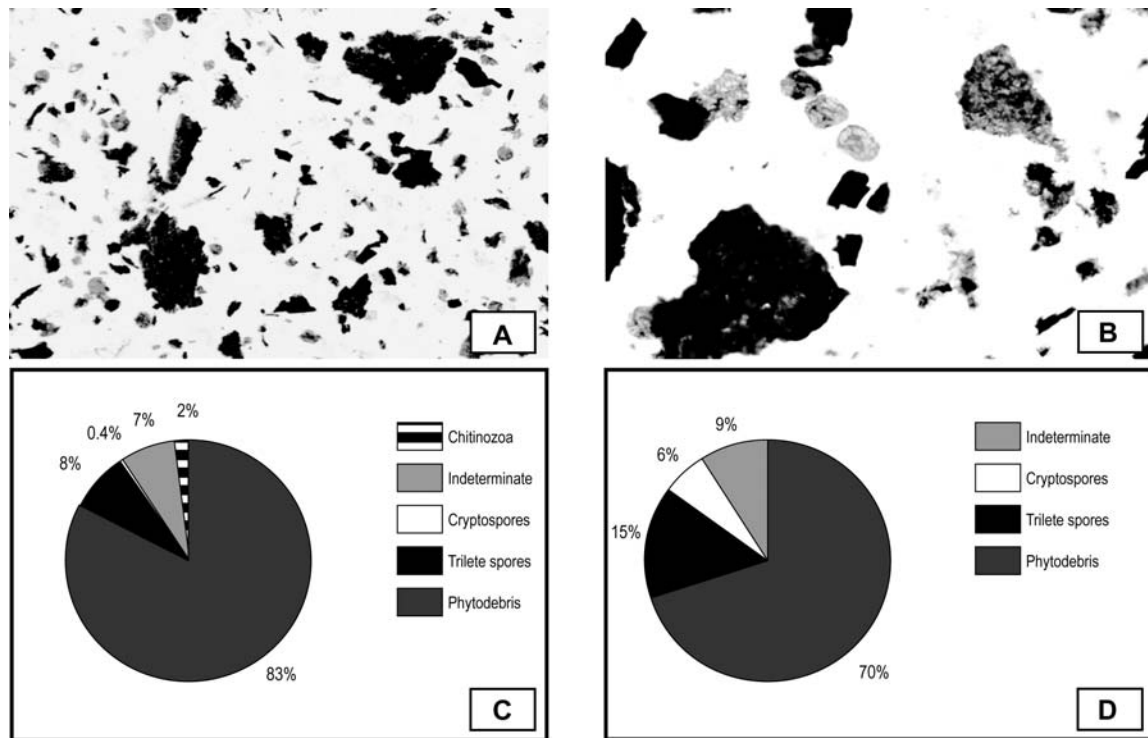 A
B
2%
7%
0.4%
8%
83%
Chitinozoa
Indeterminate
Cryptospores
Trilete spores
Phytodebris
C
9%
6%
15%
70%
Indeterminate
Cryptospores
Trilete spores
Phytodebris
D